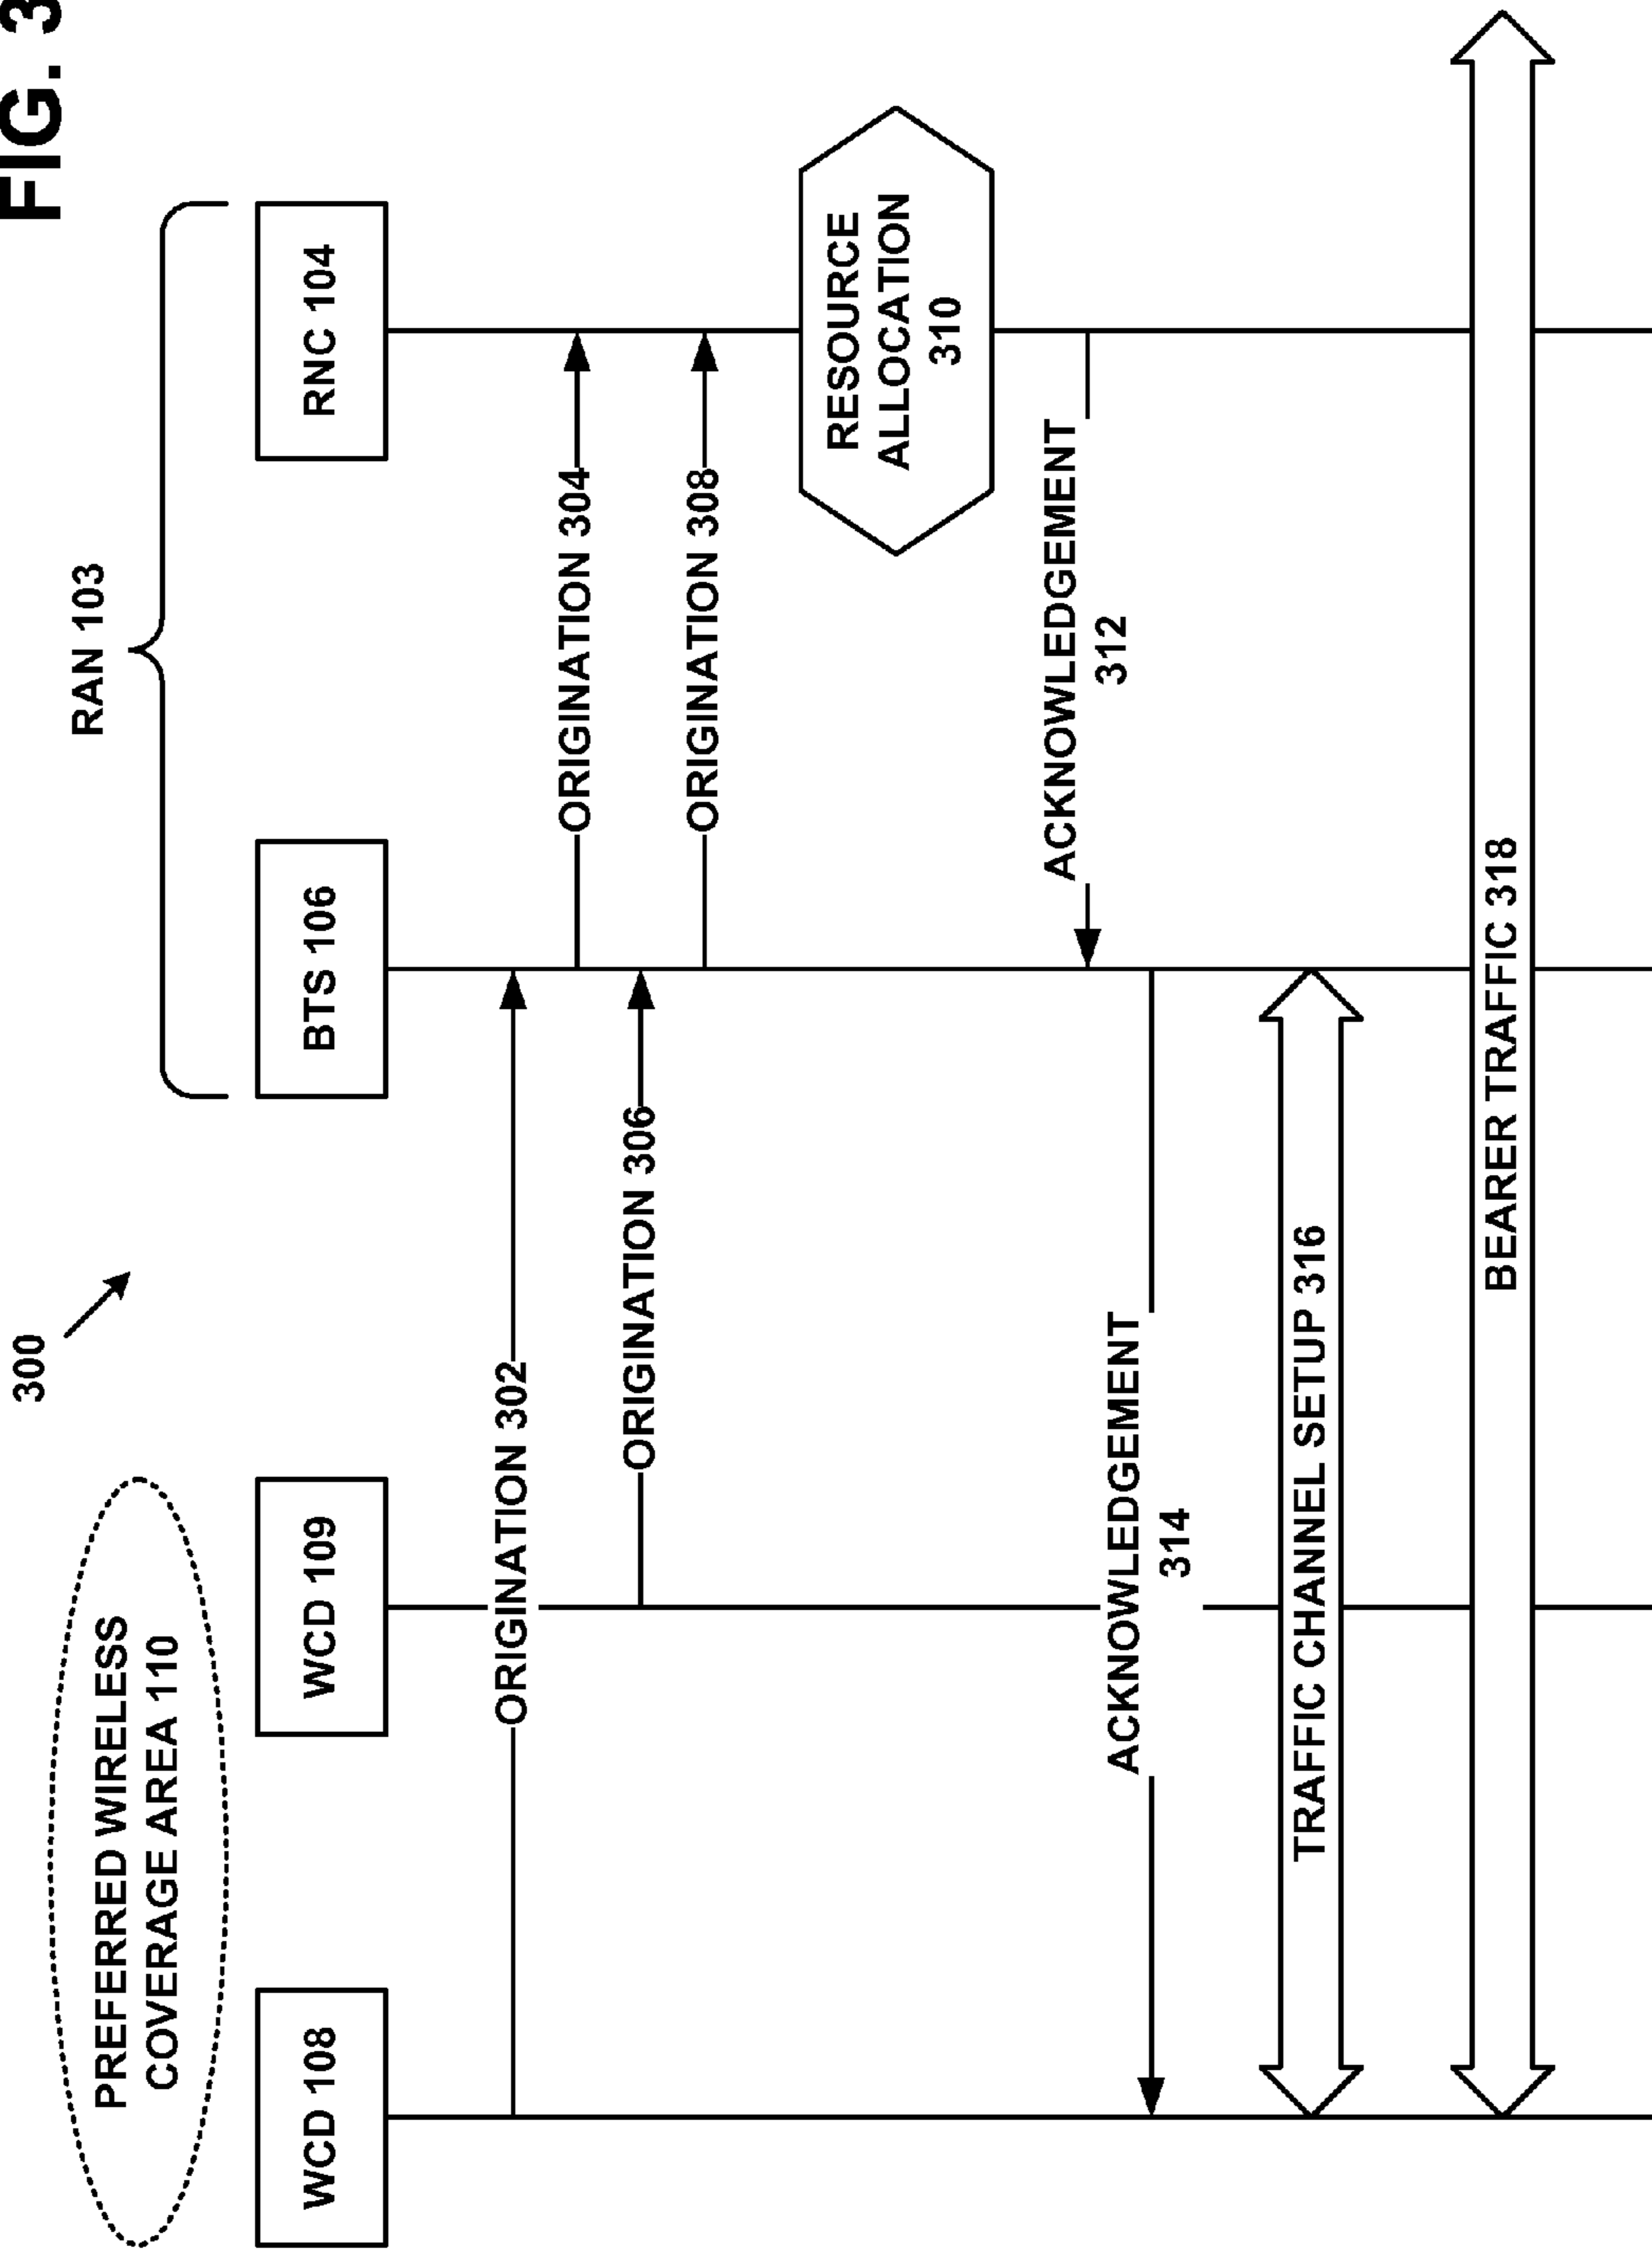 FIG. 3
300
PREFERRED WIRELESS
COVERAGE AREA 110
RAN 103
WCD 108
WCD 109
BTS 106
RNC 104
ORIGINATION 302
ORIGINATION 304
ORIGINATION 306
ORIGINATION 308
RESOURCE
ALLOCATION
310
ACKNOWLEDGEMENT
312
ACKNOWLEDGEMENT
314
TRAFFIC CHANNEL SETUP 316
BEARER TRAFFIC 318